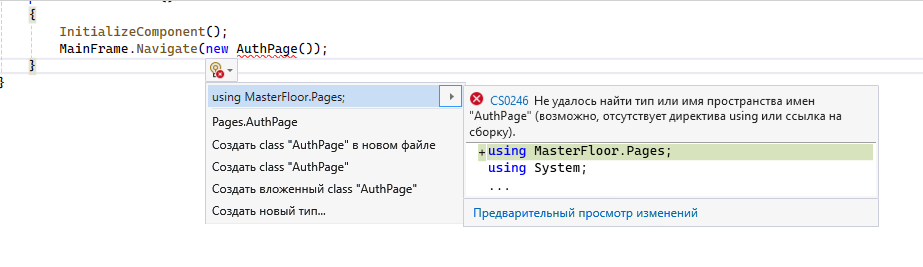 {
InitializeComponent();
MainFrame.Navigate(new AuthPage());
}
}
using MasterFloor.Pages;
Pages.AuthPage
Создать class "AuthPage" в новом файле
Создать class "AuthPage"
Создать вложенный class "AuthPage"
Создать новый тип...
CS0246 Не удалось найти тип или имя пространства имен
"AuthPage" (возможно, отсутствует директива using или ссылка на
сборку).
+using MasterFloor.Pages;
using System;
...
Предварительный просмотр изменений